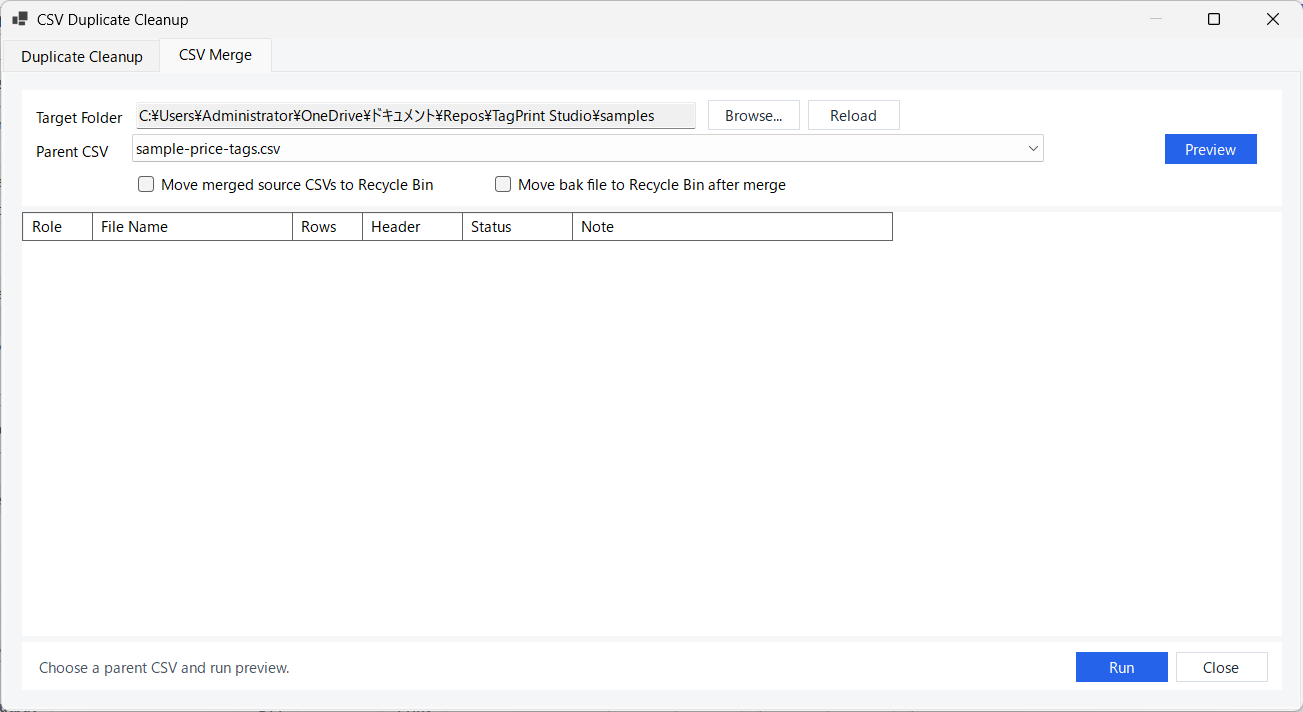 CSV Duplicate Cleanup
Duplicate Cleanup CSV Merge
Target Folder C:¥Users¥Administrator¥OneDrive¥ドキュメント¥Repos¥TagPrint Studio¥samples Browse... Reload
Parent CSV sample-price-tags.csv Preview
Move merged source CSVs to Recycle Bin Move bak file to Recycle Bin after merge
Role File Name Rows Header Status Note
Choose a parent CSV and run preview. Run Close